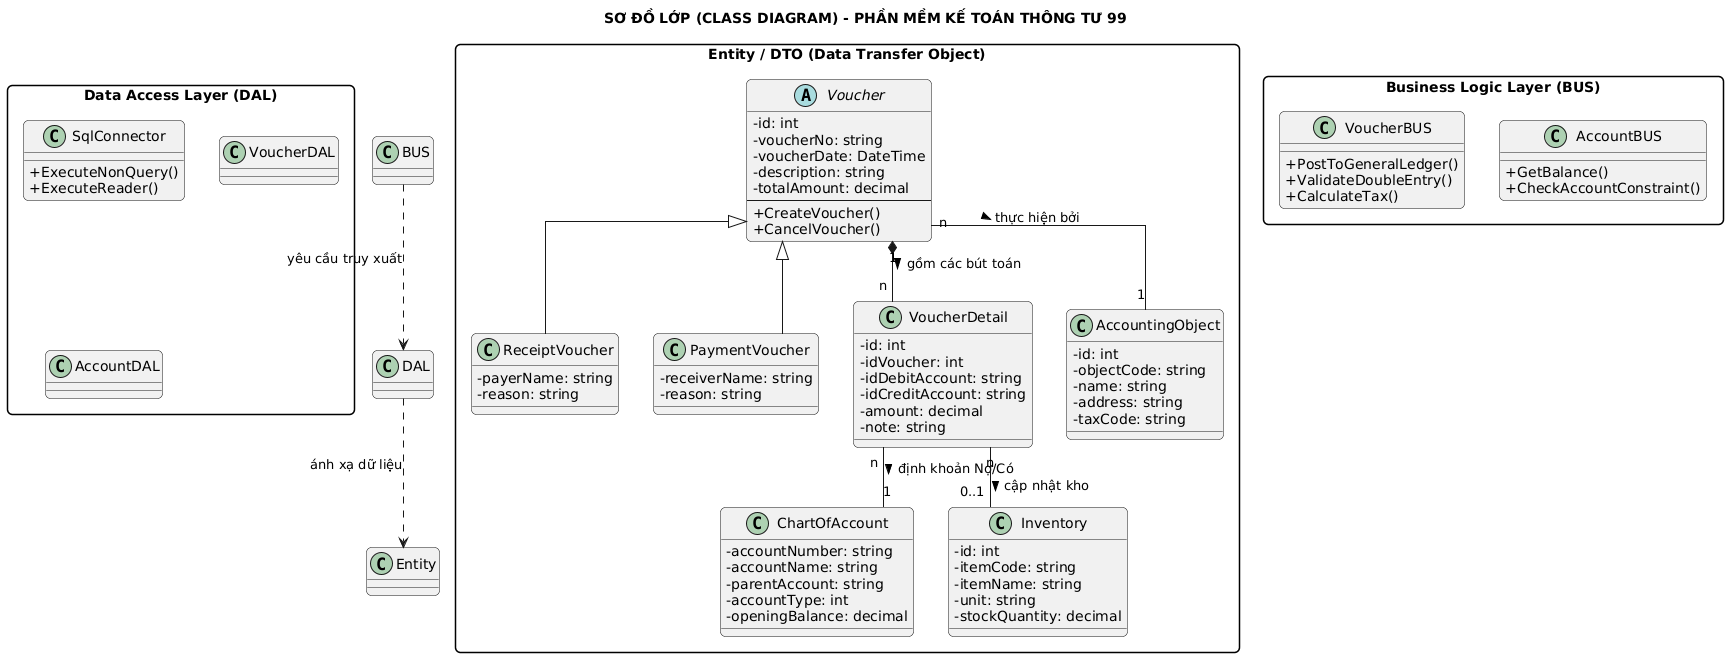 SƠ ĐỒ LỚP (CLASS DIAGRAM) - PHẦN MỀM KẾ TOÁN THÔNG TƯ 99
Data Access Layer (DAL)
C SqlConnector
+ExecuteNonQuery()
+ExecuteReader()
C VoucherDAL
C AccountDAL
C BUS
yêu cầu truy xuất
C DAL
ánh xạ dữ liệu
C Entity
Entity / DTO (Data Transfer Object)
A Voucher
-id: int
-voucherNo: string
-voucherDate: DateTime
-description: string
-totalAmount: decimal
+CreateVoucher()
+CancelVoucher()
n
thực hiện bởi
1
1
gồm các bút toán
n
C ReceiptVoucher
-payerName: string
-reason: string
C PaymentVoucher
-receiverName: string
-reason: string
C VoucherDetail
-id: int
-idVoucher: int
-idDebitAccount: string
-idCreditAccount: string
-amount: decimal
-note: string
C AccountingObject
-id: int
-objectCode: string
-name: string
-address: string
-taxCode: string
n
định khoản Nợ/Có
1
n
cập nhật kho
0..1
C ChartOfAccount
-accountNumber: string
-accountName: string
-parentAccount: string
-accountType: int
-openingBalance: decimal
C Inventory
-id: int
-itemCode: string
-itemName: string
-unit: string
-stockQuantity: decimal
Business Logic Layer (BUS)
C VoucherBUS
+PostToGeneralLedger()
+ValidateDoubleEntry()
+CalculateTax()
C AccountBUS
+GetBalance()
+CheckAccountConstraint()